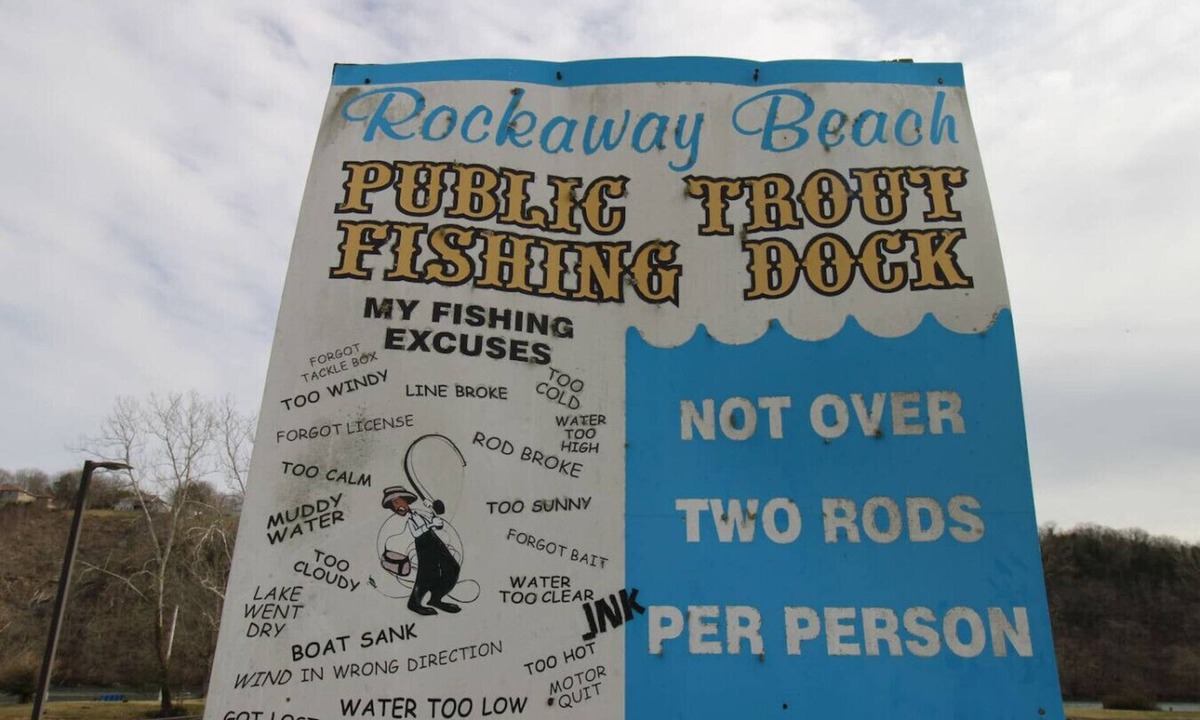 Rockaway Beach
PUBLIC TROUT
FISHING DOCK
MY FISHING
EXCUSES
FORGOT
TACKLE BOX
TOO WINDY
LINE BROKE
TOO
COLD
FORGOT LICENSE
WATER
TOO
HIGH
ROD BROKE
TOO CALM
MUDDY
WATER
TOO SUNNY
FORGOT BAIT
TOO
CLOUDY
WATER
TOO CLEAR
LAKE
WENT
DRY
JNK
BOAT SANK
WIND IN WRONG DIRECTION
TOO HOT
MOTOR
QUIT
WATER TOO LOW
GOT LOST
NOT OVER
TWO RODS
PER PERSON